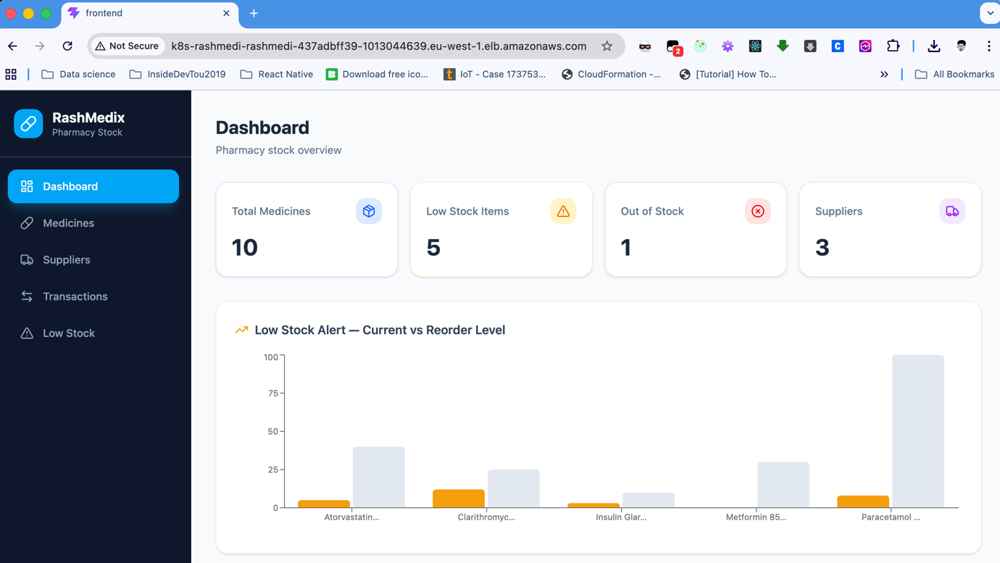 frontend
Not Secure k8s-rashmedi-rashmedi-437adbff39-1013044639.eu-west-1.elb.amazonaws.com 2
Data science InsideDevTou2019 React Native Download free ico... IoT - Case 173753... CloudFormation -... [Tutorial] How To... All Bookmarks
RashMedix
Pharmacy Stock
Dashboard
Medicines
Suppliers
Transactions
Low Stock
Dashboard
Pharmacy stock overview
Total Medicines
10
Low Stock Items
5
Out of Stock
1
Suppliers
3
Low Stock Alert — Current vs Reorder Level
100
75
50
25
0
Atorvastatin... Clarithromyc... Insulin Glar... Metformin 85... Paracetamol ...